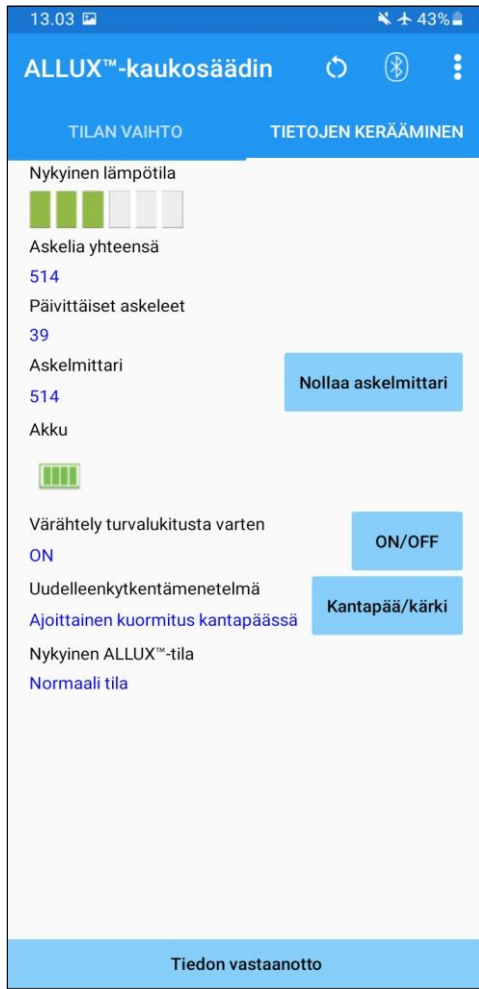 13.03 43%
ALLUX™-kaukosäädin
TILAN VAIHTO TIETOJEN KERÄÄMINEN
Nykyinen lämpötila
Askelia yhteensä
514
Päivittäiset askeleet
39
Askelmittari
514
Nollaa askelmittari
Akku
Värähtely turvalukitusta varten
ON
ON/OFF
Uudelleenkytkentämenetelmä
Ajoittainen kuormitus kantapäässä
Kantapää/kärki
Nykyinen ALLUX™-tila
Normaali tila
Tiedon vastaanotto